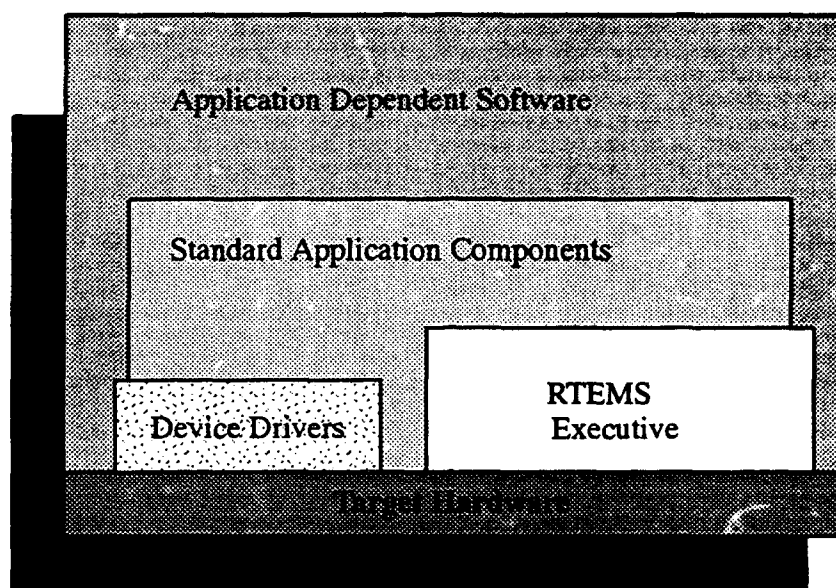 Application Dependent Software
Standard Application Components
RTEMS
Device Drivers
Executive
Target Hardware